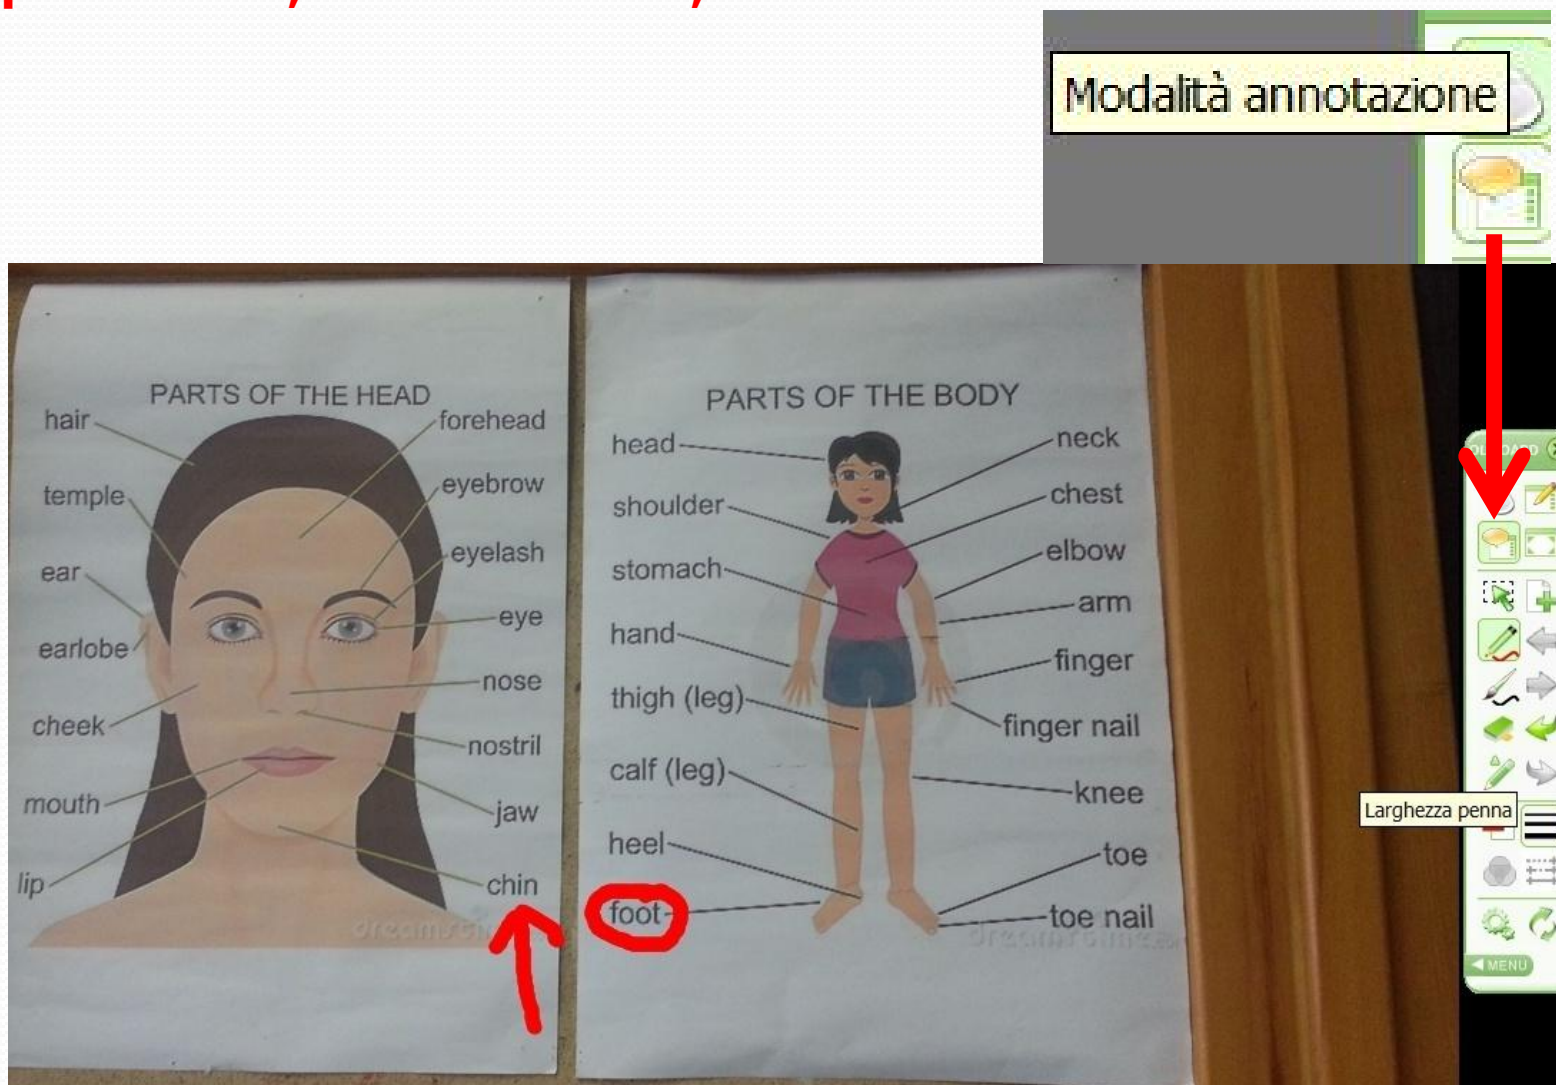 Modalità annotazione
PARTS OF THE HEAD
hair
forehead
temple
eyebrow
ear
eyelash
earlobe
eye
cheek
nose
mouth
nostril
lip
jaw
chin
PARTS OF THE BODY
head
neck
shoulder
chest
stomach
elbow
hand
arm
thigh (leg)
finger
calf (leg)
finger nail
heel
knee
foot
toe
toe nail
Larghezza penna
MENU